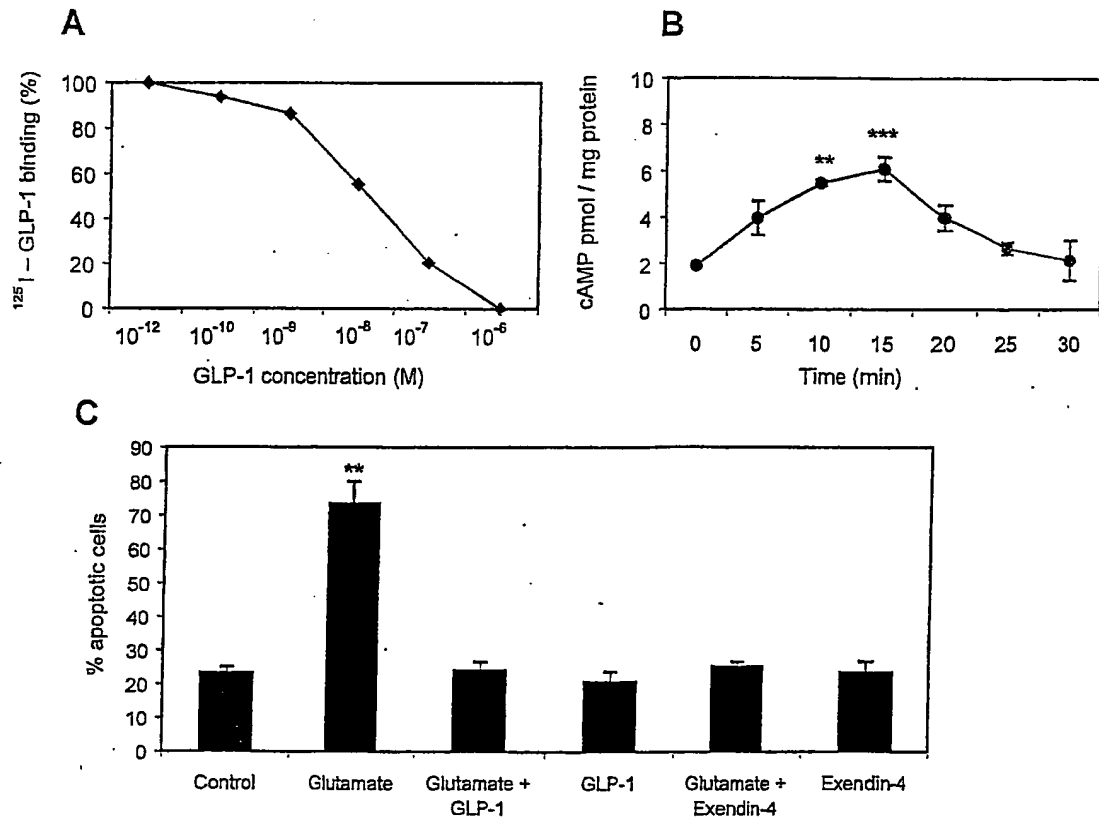 A
¹²⁵I – GLP-1 binding (%)
100
80
60
40
20
0
10⁻¹² 10⁻¹⁰ 10⁻⁹ 10⁻⁸ 10⁻⁷ 10⁻⁶
GLP-1 concentration (M)
B
cAMP pmol / mg protein
10
8
6
4
2
0
** ***
0 5 10 15 20 25 30
Time (min)
C
% apoptotic cells
90
80
70
60
50
40
30
20
10
0
**
Control Glutamate Glutamate + GLP-1 Glutamate + Exendin-4
GLP-1 Exendin-4